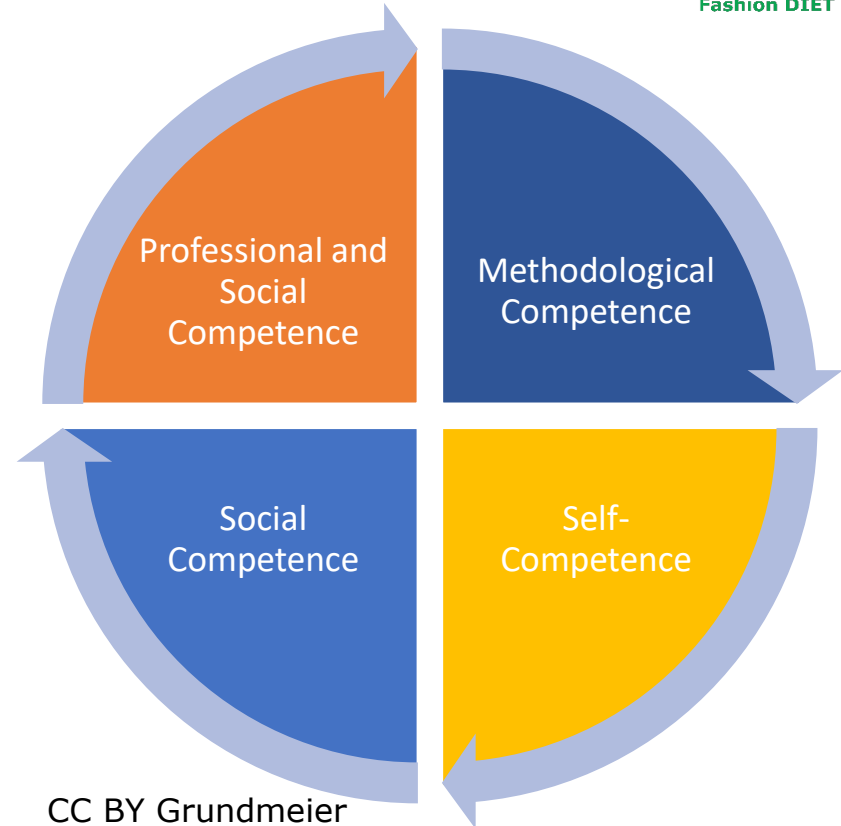 Fashion DIET
Professional and
Social
Competence
Methodological
Competence
Social
Competence
Self-
Competence
CC BY Grundmeier